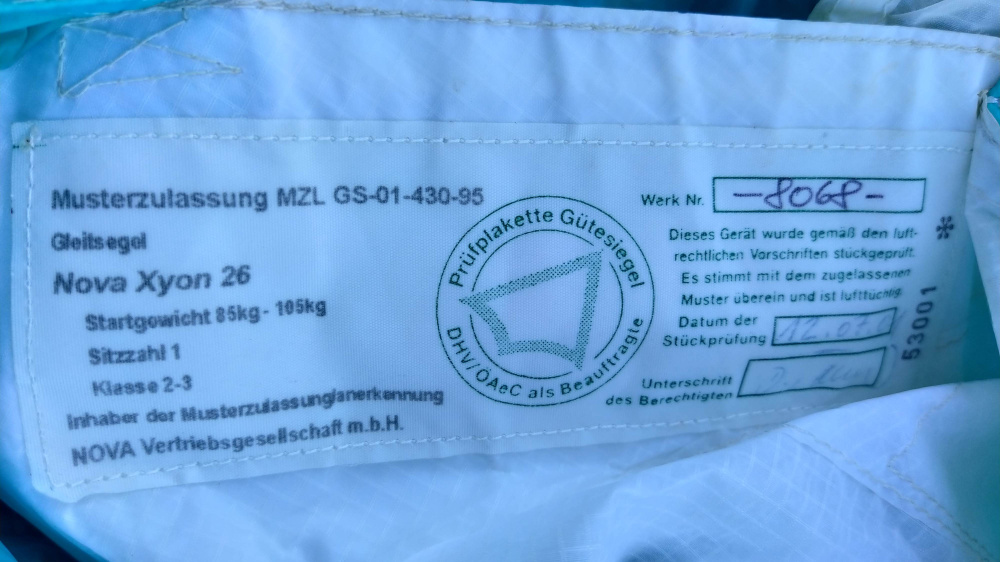 Musterzulassung MZL GS-01-430-95
Gleitsegel
Nova Xyon 26
Startgewicht 85kg - 105kg
Sitzzahl 1
Klasse 2-3
Inhaber der Musterzulassung/anerkennung
NOVA Vertriebsgesellschaft m.b.H.
Prüfplakette Gütesiegel
DHV/ÖAeC als Beauftragte
Werk Nr. -8068-
Dieses Gerät wurde gemäß den luft-
rechtlichen Vorschriften stückgeprüft.
Es stimmt mit dem zugelassenen
Muster überein und ist lufttüchtig.
Datum der
Stückprüfung 12.07.
Unterschrift
des Berechtigten
* 53001